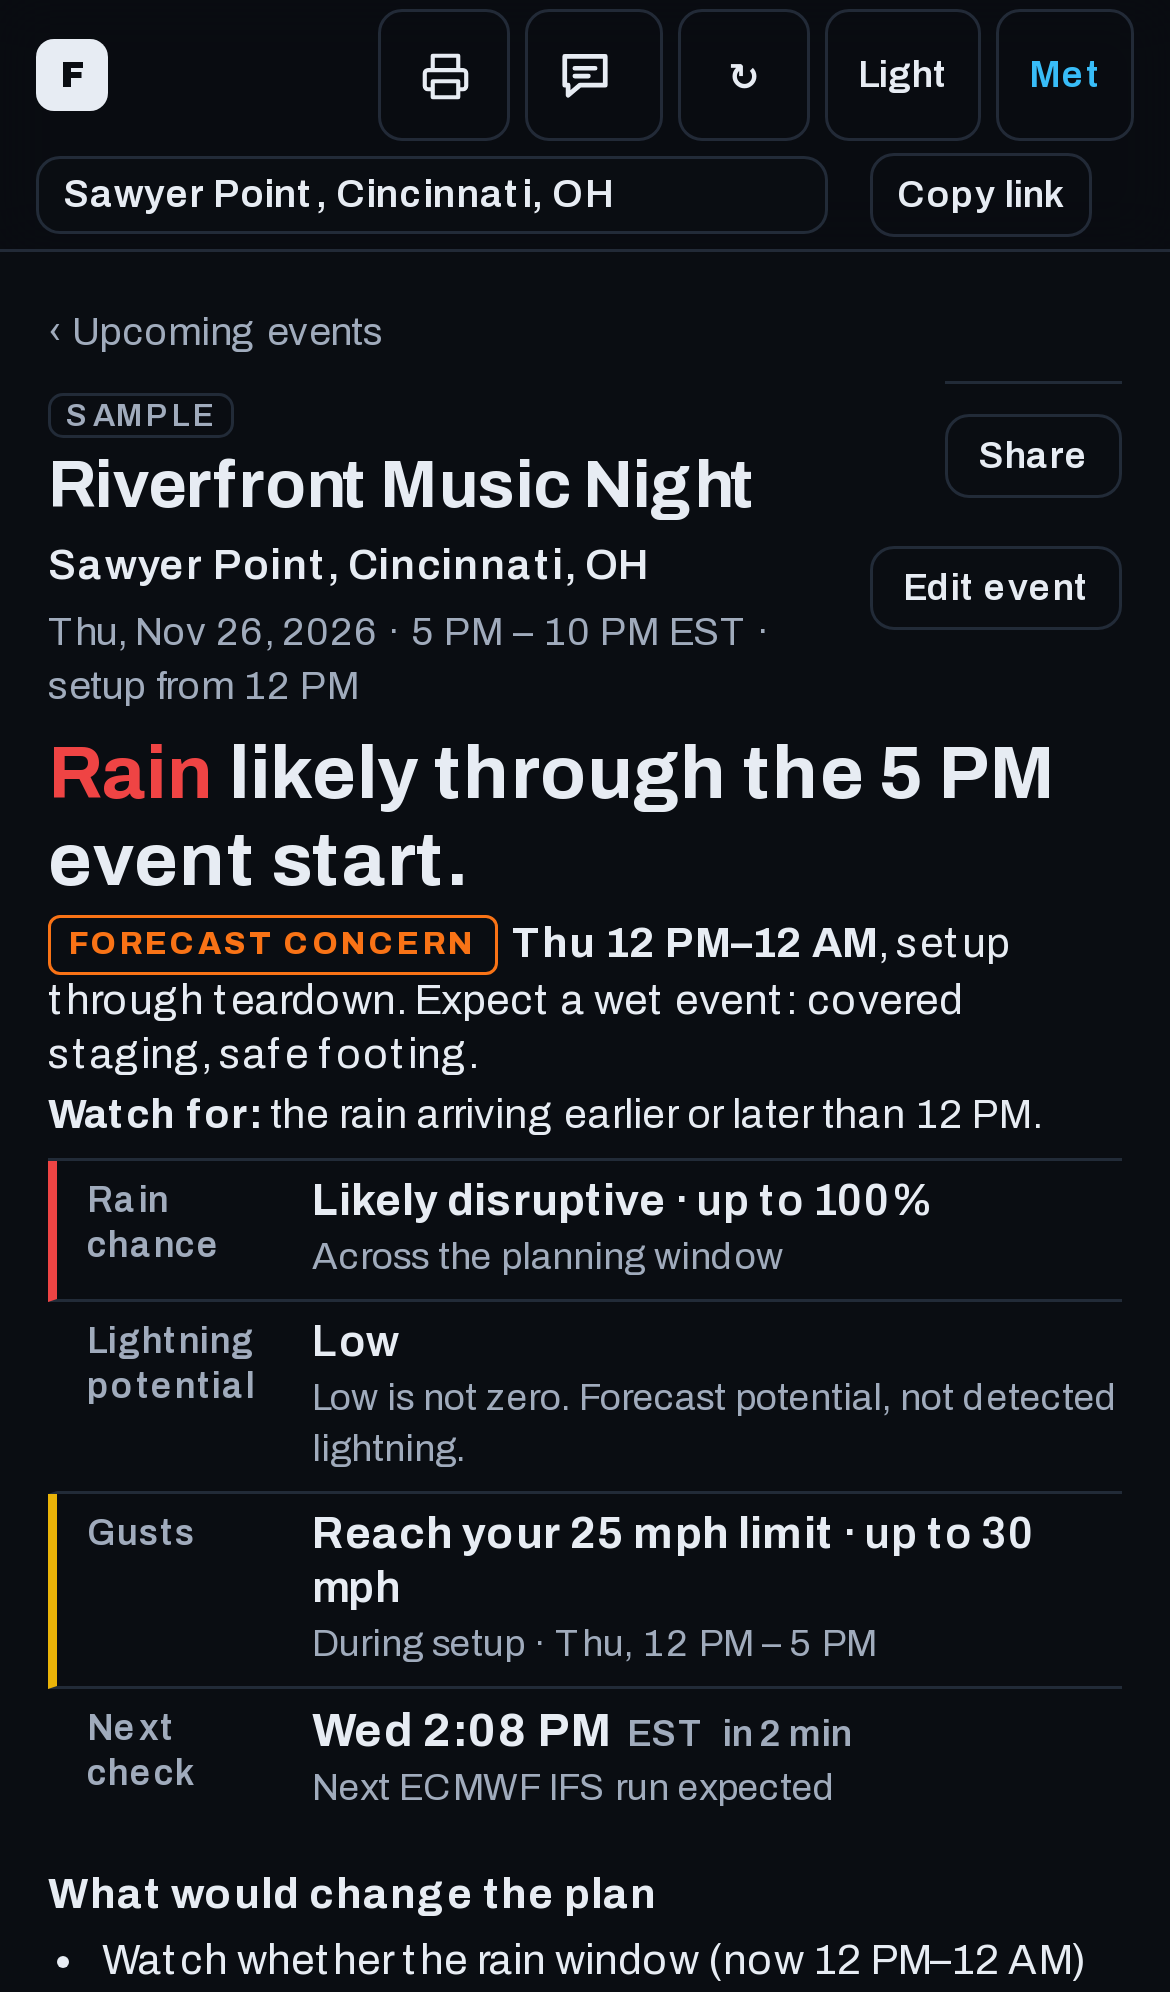 F
Light
Met
Sawyer Point, Cincinnati, OH
Copy link
‹ Upcoming events
SAMPLE
Share
Riverfront Music Night
Sawyer Point, Cincinnati, OH
Edit event
Thu, Nov 26, 2026 · 5 PM – 10 PM EST ·
setup from 12 PM
Rain likely through the 5 PM
event start.
FORECAST CONCERN Thu 12 PM–12 AM, setup
through teardown. Expect a wet event: covered
staging, safe footing.
Watch for: the rain arriving earlier or later than 12 PM.
Rain
chance
Likely disruptive · up to 100%
Across the planning window
Lightning
potential
Low
Low is not zero. Forecast potential, not detected
lightning.
Gusts
Reach your 25 mph limit · up to 30
mph
During setup · Thu, 12 PM – 5 PM
Next
check
Wed 2:08 PM EST in 2 min
Next ECMWF IFS run expected
What would change the plan
• Watch whether the rain window (now 12 PM–12 AM)